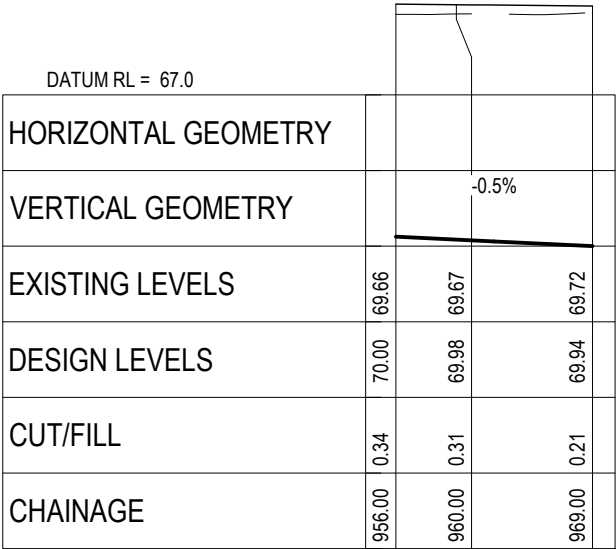 DATUM RL = 67.0
HORIZONTAL GEOMETRY
VERTICAL GEOMETRY -0.5%
EXISTING LEVELS 69.66 69.67 69.72
DESIGN LEVELS 70.00 69.98 69.94
CUT/FILL 0.34 0.31 0.21
CHAINAGE 956.00 960.00 969.00